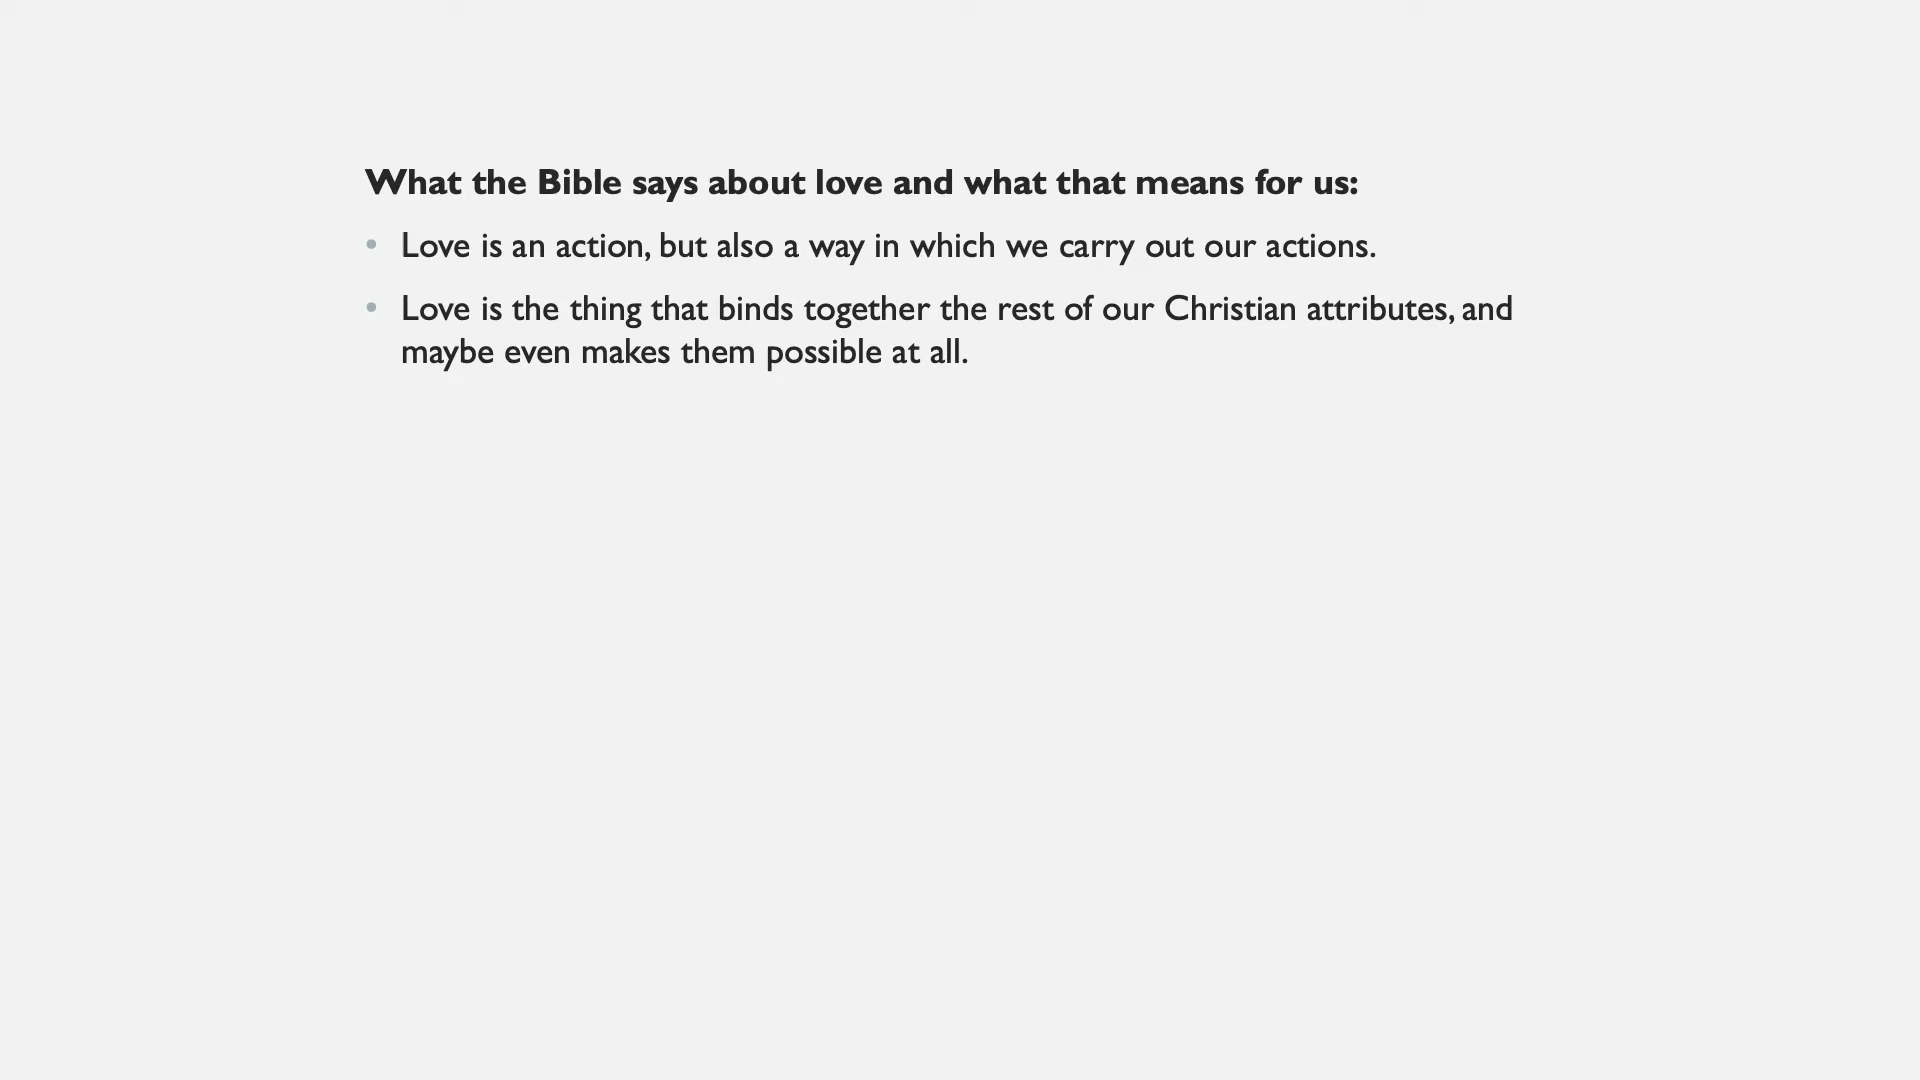 What the Bible says about love and what that means for us:
• Love is an action, but also a way in which we carry out our actions.
• Love is the thing that binds together the rest of our Christian attributes, and
maybe even makes them possible at all.